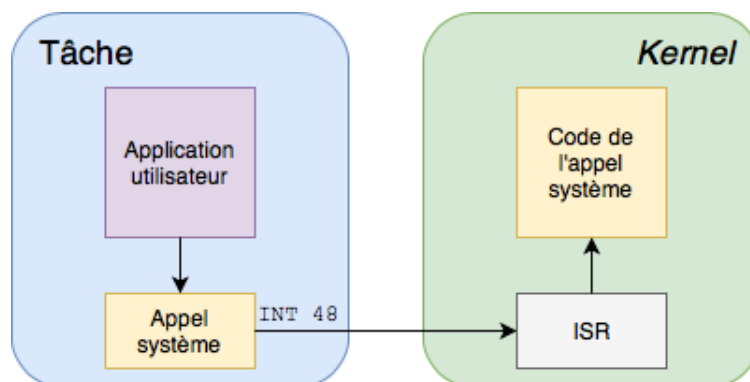 Tâche
Kernel
Application
utilisateur
Code de
l'appel
système
Appel
système
INT 48
ISR